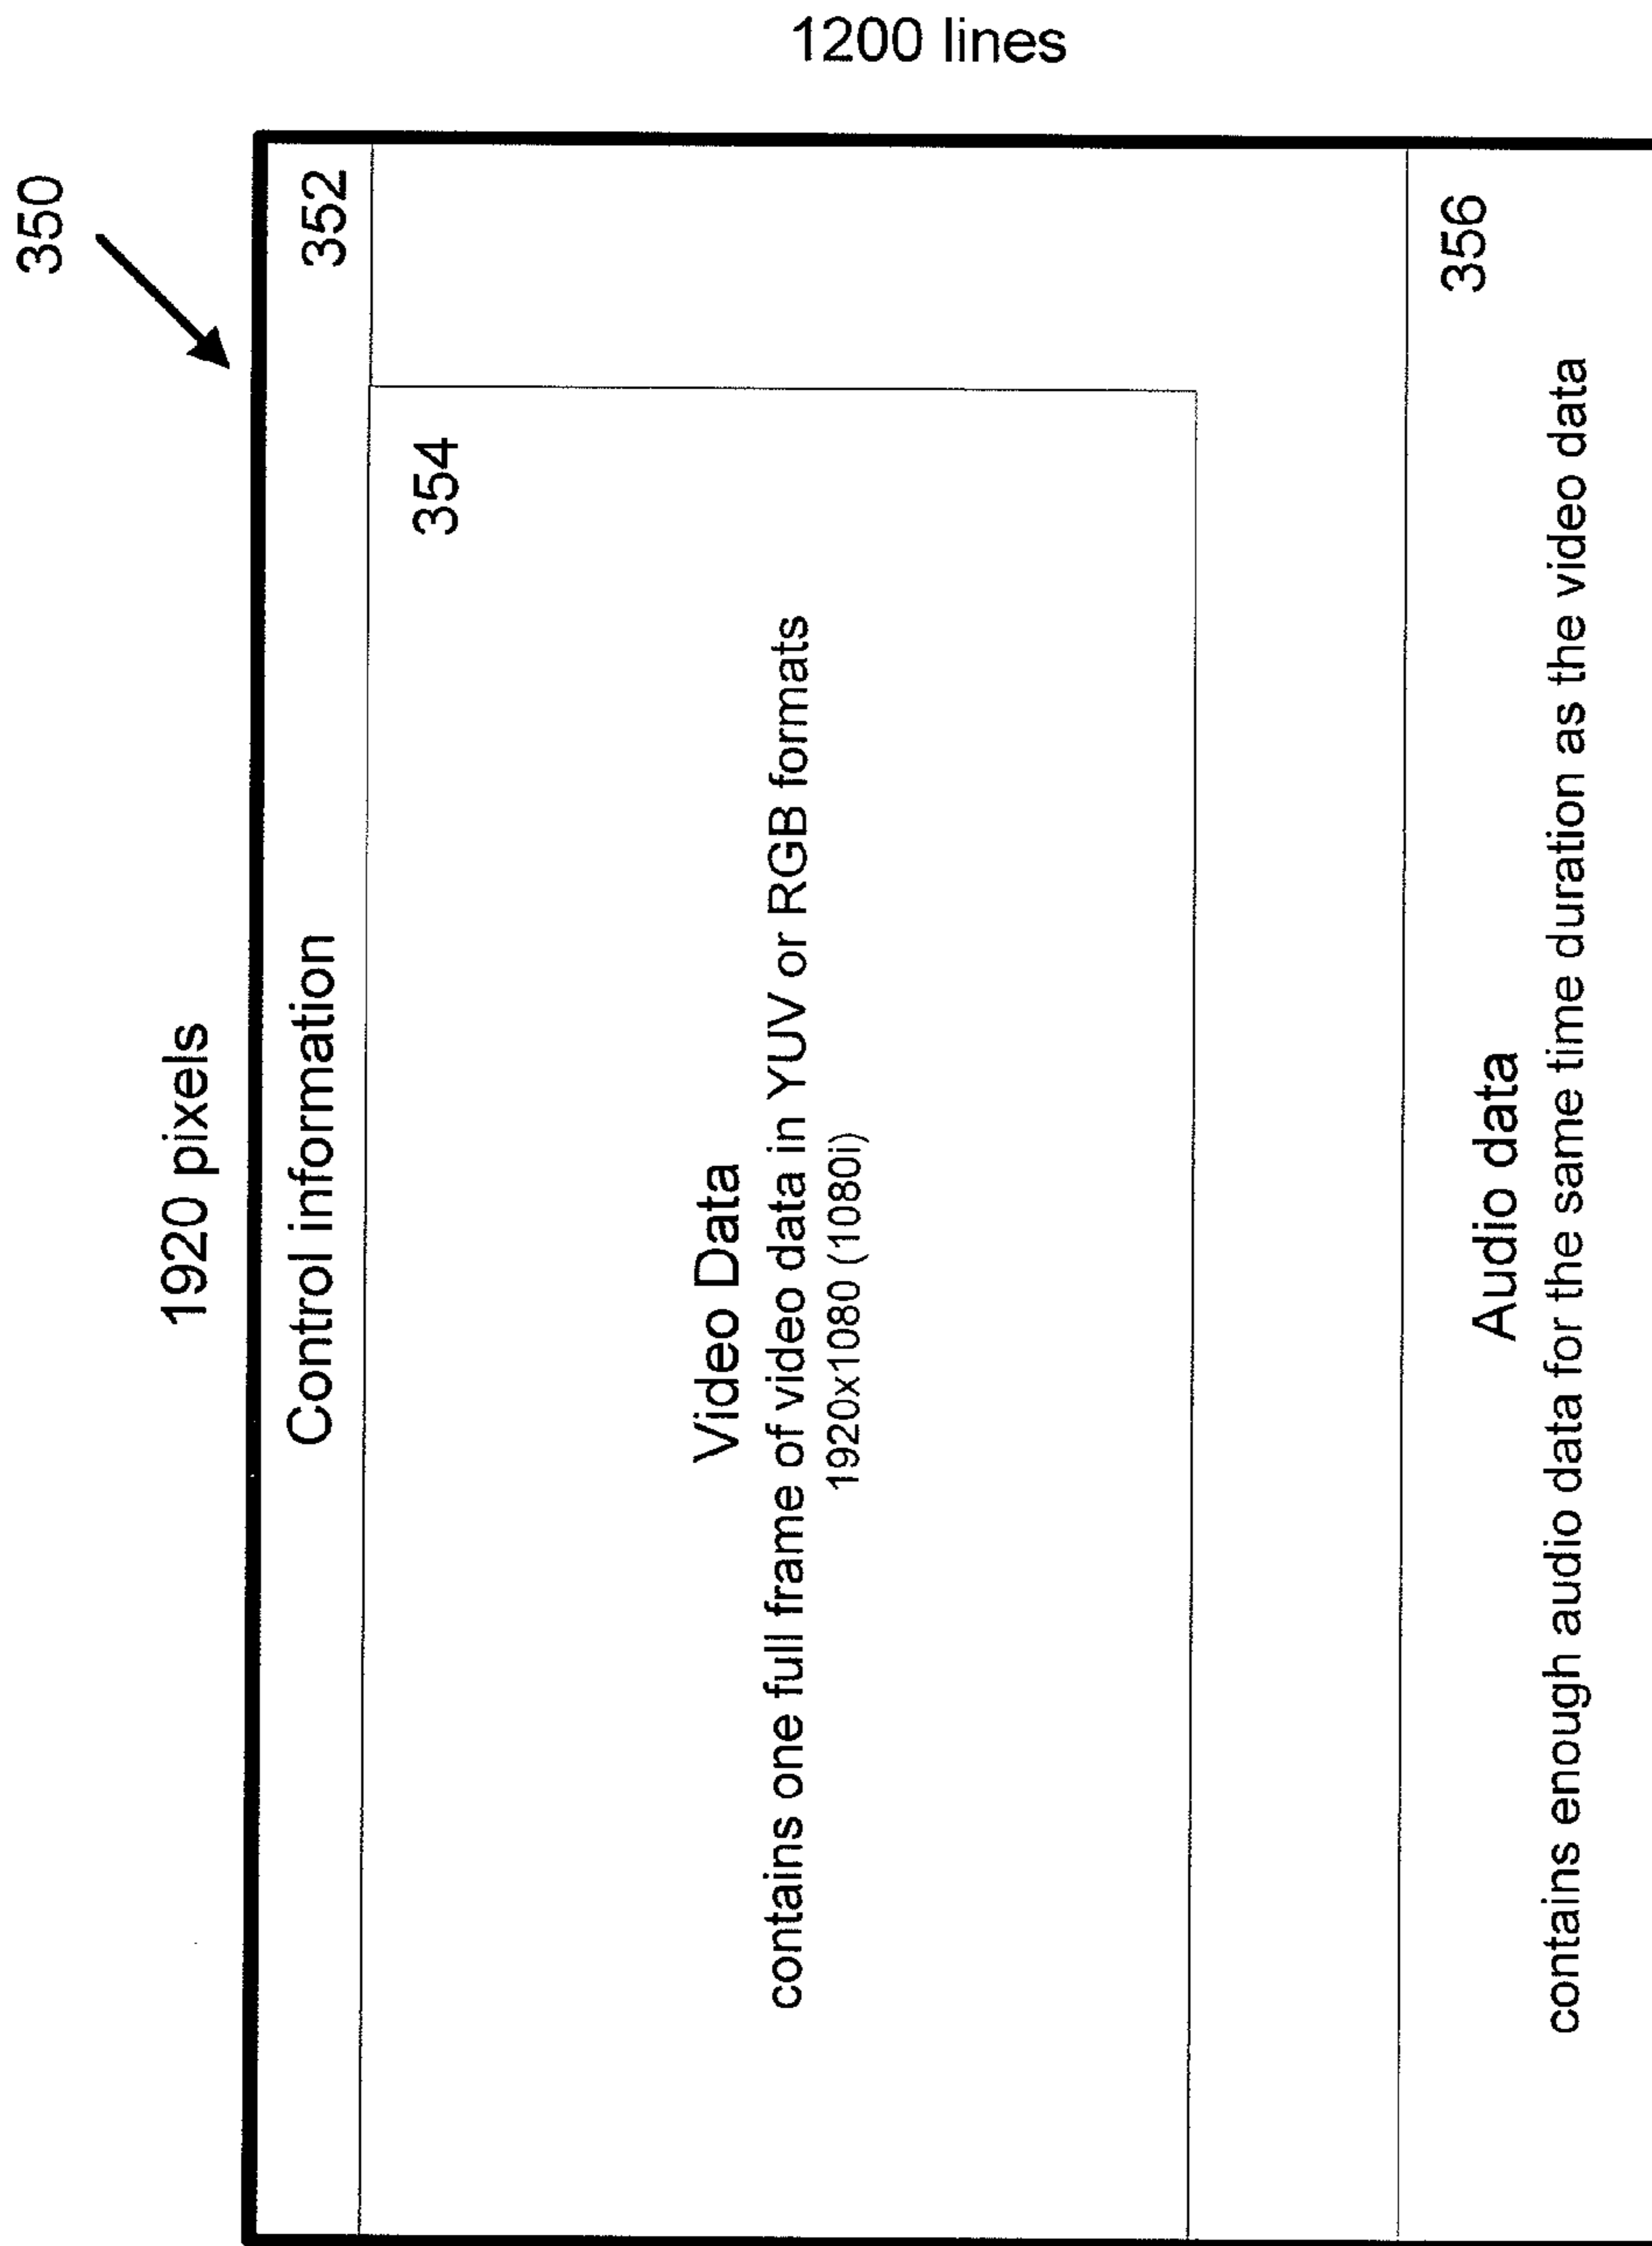 350
1920 pixels
1200 lines
Control information
352
354
Video Data
contains one full frame of video data in YUV or RGB formats
1920x1080 (1080i)
356
Audio data
contains enough audio data for the same time duration as the video data